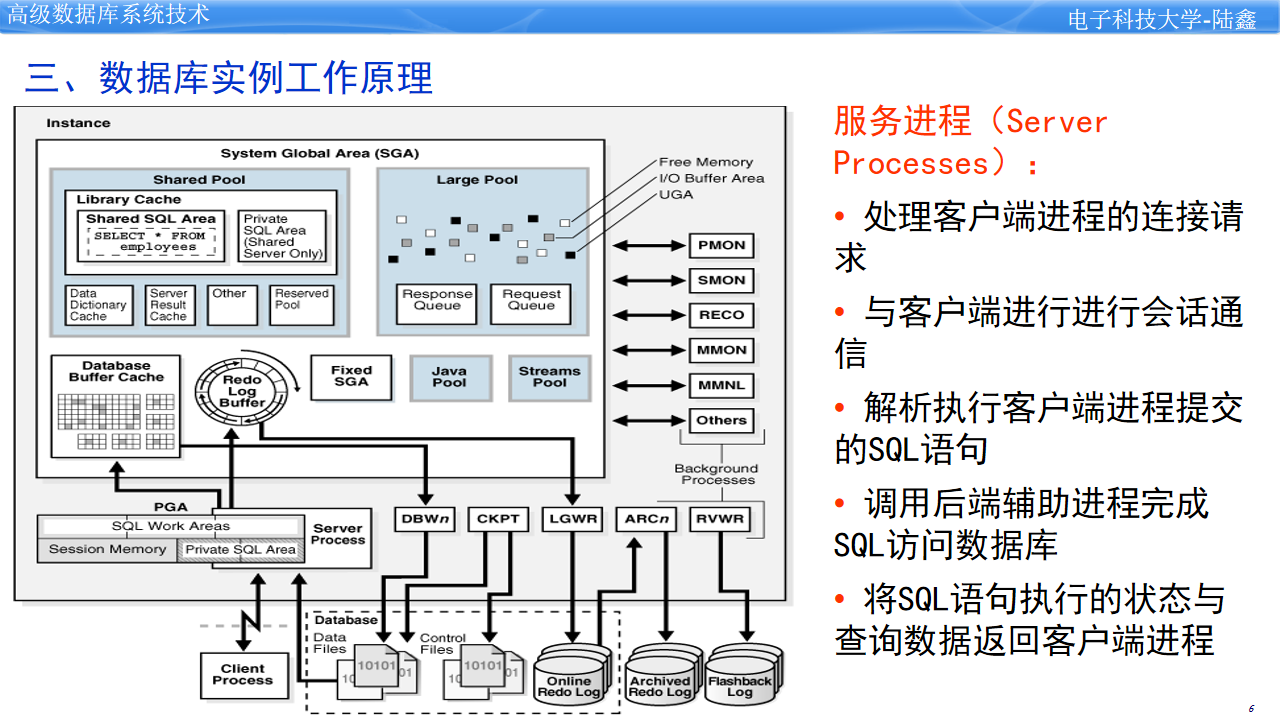 高级数据库系统技术
电子科技大学-陆鑫
三、数据库实例工作原理
Instance
System Global Area (SGA)
Shared Pool
Library Cache
Shared SQL Area
SELECT * FROM
employees
Private
SQL Area
(Shared
Server Only)
Data
Dictionary
Cache
Server
Result
Cache
Other
Reserved
Pool
Large Pool
Response
Queue
Request
Queue
Free Memory
I/O Buffer Area
UGA
Database
Buffer Cache
Redo
Log
Buffer
Fixed
SGA
Java
Pool
Streams
Pool
PMON
SMON
RECO
MMON
MMNL
Others
Background
Processes
PGA
SQL Work Areas
Session Memory
Private SQL Area
Server
Process
DBWn
CKPT
LGWR
ARCn
RVWR
Client
Process
Database
Data
Files
10101
101
10
Control
Files
10101
101
10
Online
Redo Log
Archived
Redo Log
Flashback
Log
服务进程（Server
Processes）：
• 处理客户端进程的连接请
求
• 与客户端进行进行会话通
信
• 解析执行客户端进程提交
的SQL语句
• 调用后端辅助进程完成
SQL访问数据库
• 将SQL语句执行的状态与
查询数据返回客户端进程
6